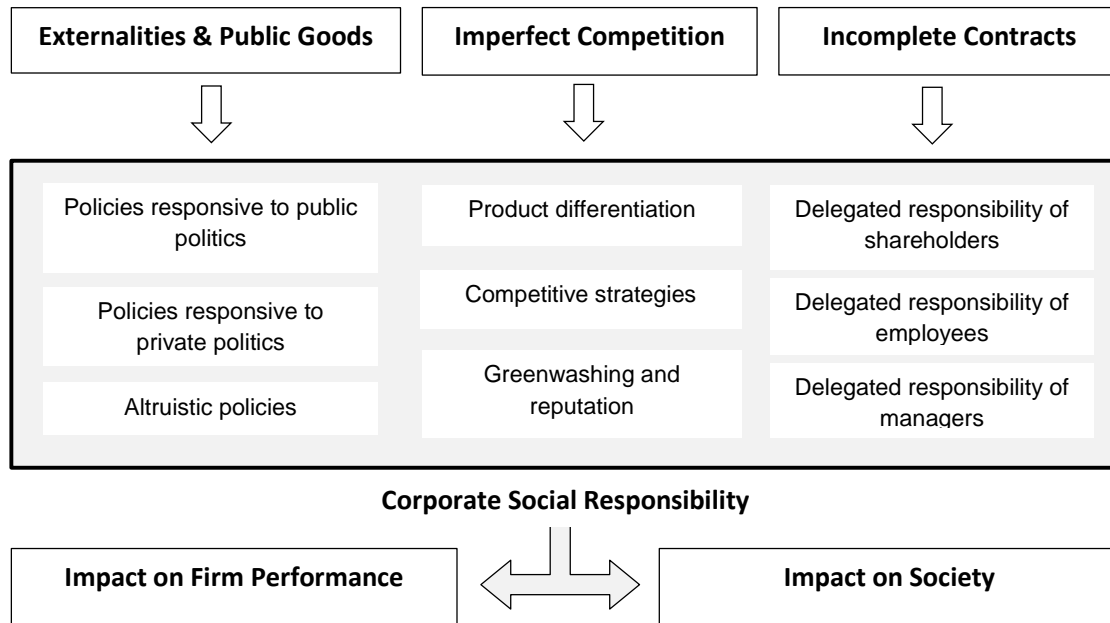 Externalities & Public Goods
Imperfect Competition
Incomplete Contracts
Policies responsive to public
politics
Policies responsive to
private politics
Altruistic policies
Product differentiation
Competitive strategies
Greenwashing and
reputation
Delegated responsibility of
shareholders
Delegated responsibility of
employees
Delegated responsibility of
managers
Corporate Social Responsibility
Impact on Firm Performance
Impact on Society